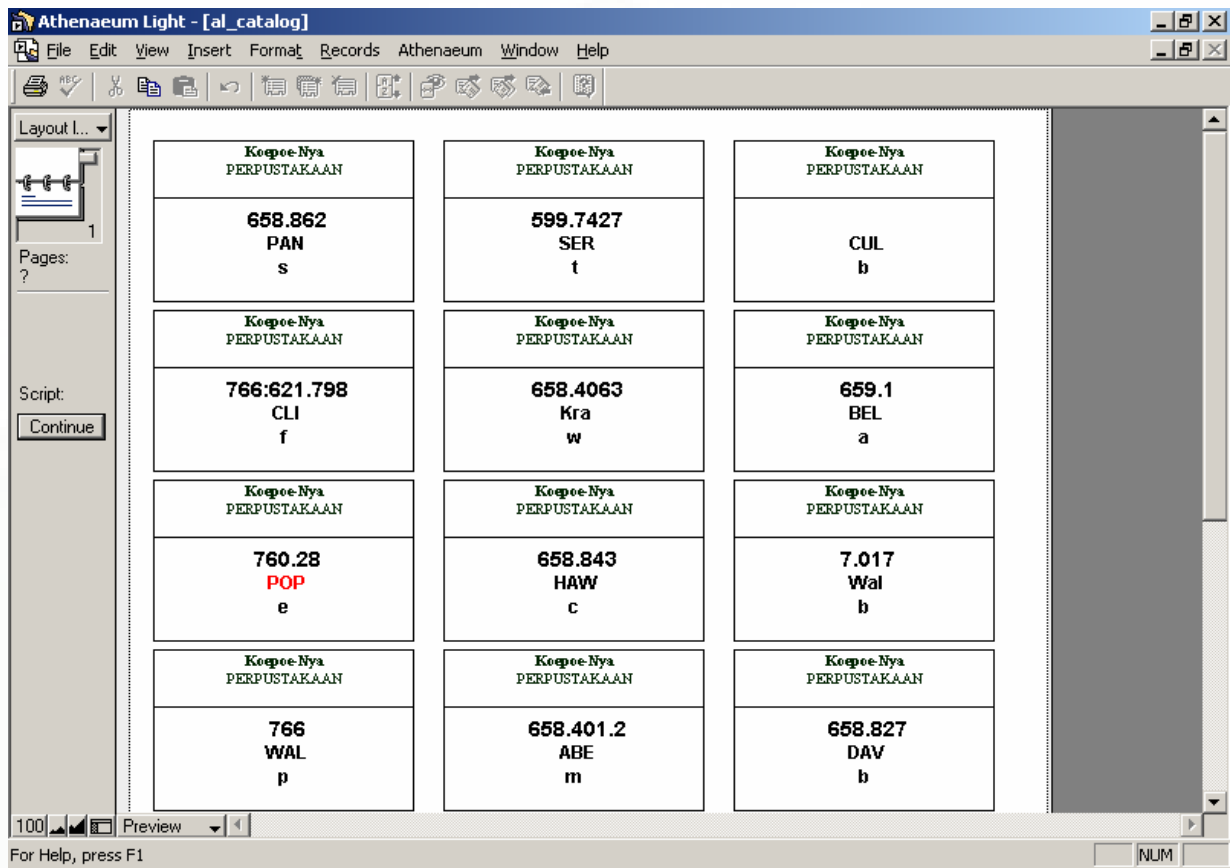 Athenaeum Light - [al_catalog]
File Edit View Insert Format Records Athenaeum Window Help
ABC
Layout I...
1
Pages:
?
Script:
Continue
Koepoe-Nya
PERPUSTAKAAN
658.862
PAN
s
Koepoe-Nya
PERPUSTAKAAN
599.7427
SER
t
Koepoe-Nya
PERPUSTAKAAN
CUL
b
Koepoe-Nya
PERPUSTAKAAN
766:621.798
CLI
f
Koepoe-Nya
PERPUSTAKAAN
658.4063
Kra
w
Koepoe-Nya
PERPUSTAKAAN
659.1
BEL
a
Koepoe-Nya
PERPUSTAKAAN
760.28
POP
e
Koepoe-Nya
PERPUSTAKAAN
658.843
HAW
c
Koepoe-Nya
PERPUSTAKAAN
7.017
Wal
b
Koepoe-Nya
PERPUSTAKAAN
766
WAL
p
Koepoe-Nya
PERPUSTAKAAN
658.401.2
ABE
m
Koepoe-Nya
PERPUSTAKAAN
658.827
DAV
b
100 Preview
For Help, press F1
NUM